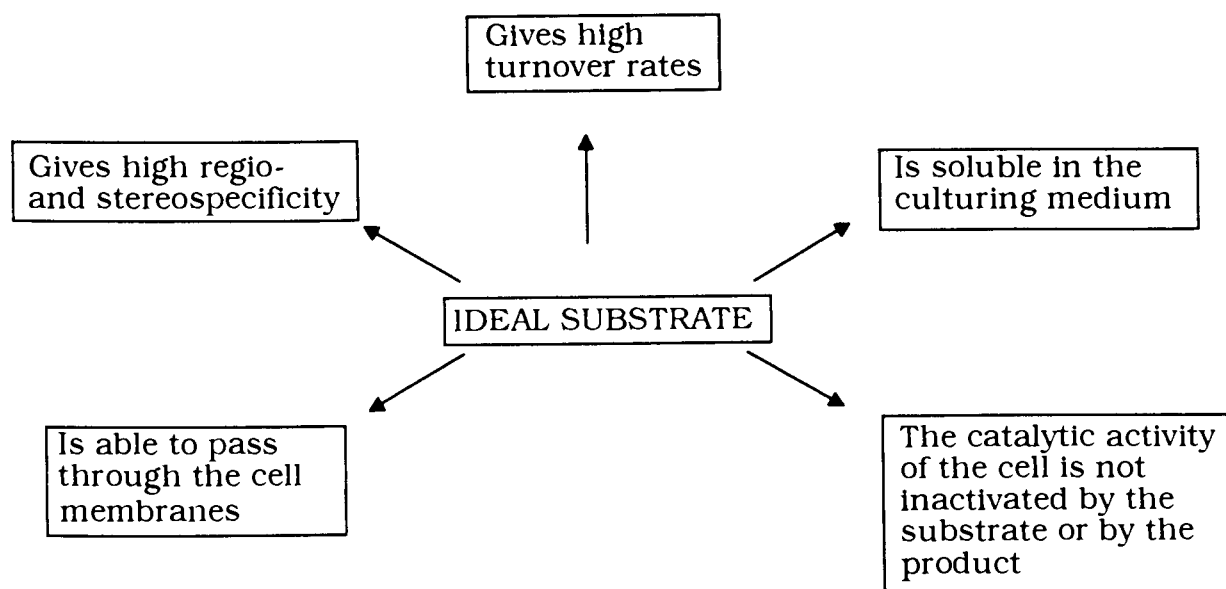 Gives high
turnover rates
Gives high regio-
and stereospecificity
Is soluble in the
culturing medium
IDEAL SUBSTRATE
Is able to pass
through the cell
membranes
The catalytic activity
of the cell is not
inactivated by the
substrate or by the
product